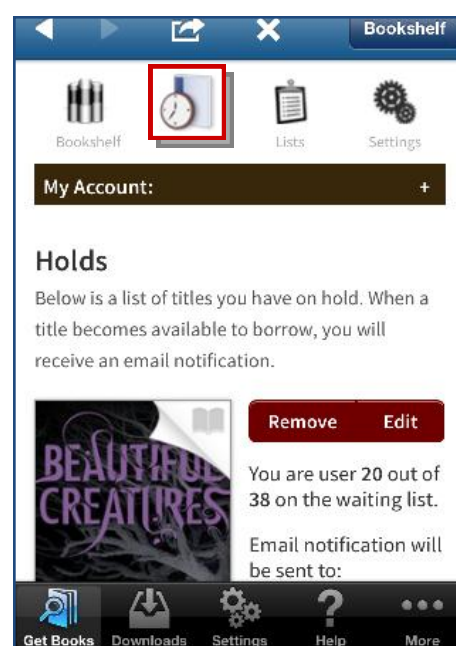 Bookshelf
Bookshelf
Lists
Settings
My Account: +
Holds
Below is a list of titles you have on hold. When a
title becomes available to borrow, you will
receive an email notification.
BEAUTIFUL
CREATURES
Remove Edit
You are user 20 out of
38 on the waiting list.
Email notification will
be sent to:
Get Books Downloads Settings Help More